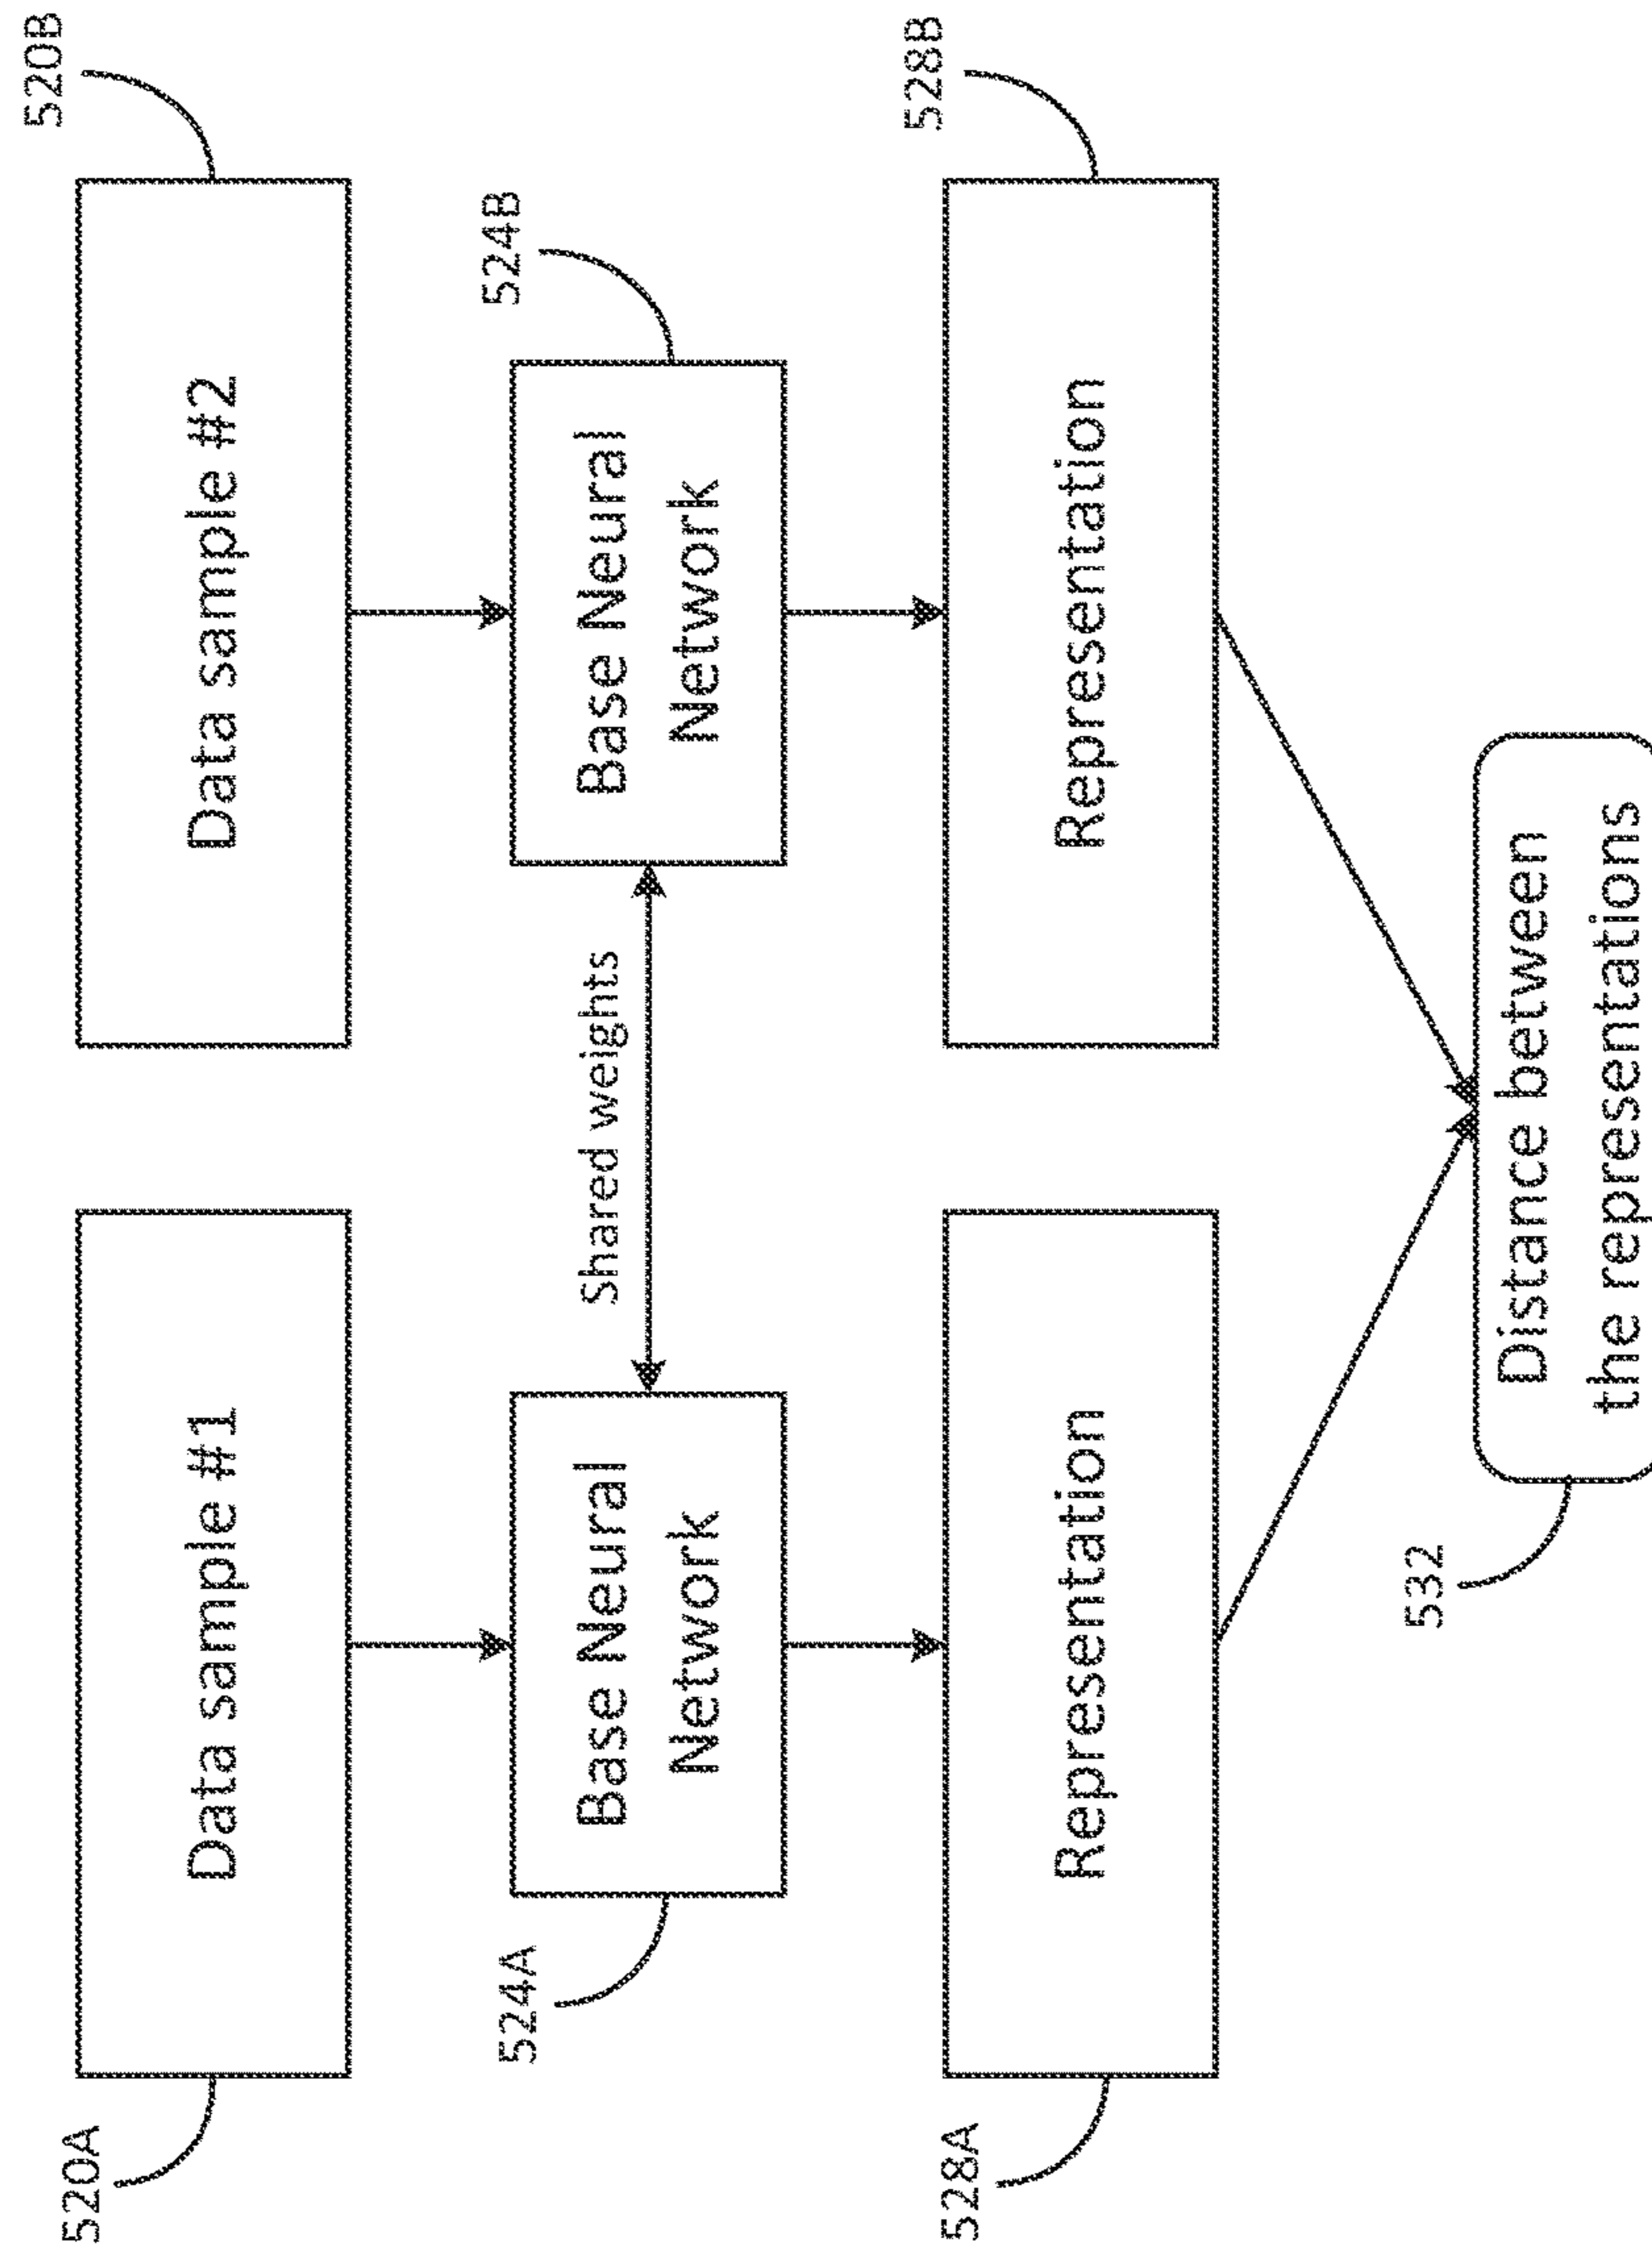 520A
Data sample #1
Data sample #2
520B
524A
Base Neural
Network
Shared weights
Base Neural
Network
524B
528A
Representation
Representation
528B
532
Distance between
the representations